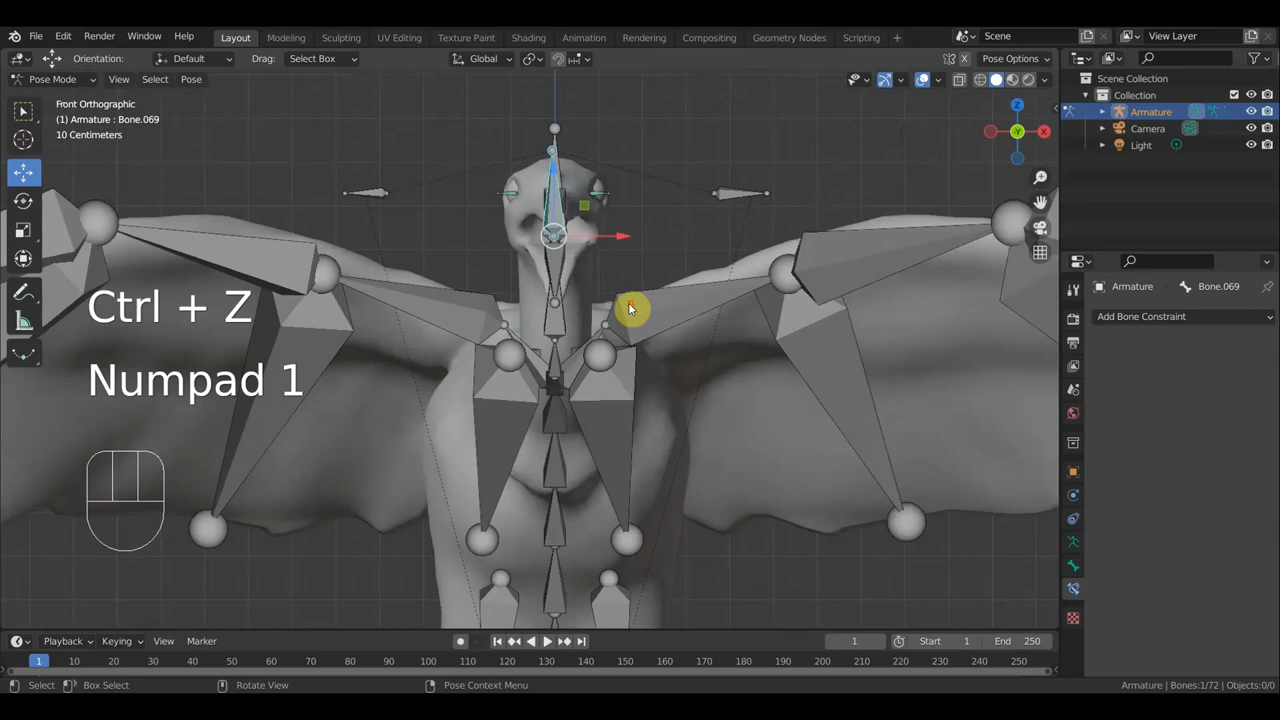 File Edit Render Window Help Layout Modeling Sculpting UV Editing Texture Paint Shading Animation Rendering Compositing Geometry Nodes Scripting + Scene View Layer
Orientation: Default Drag: Select Box Global Pose Options
Pose Mode View Select Pose
Front Orthographic
(1) Armature : Bone.069
10 Centimeters
Z
X
-Y
Scene Collection
Collection
Armature
Camera
Light
Armature Bone.069
Add Bone Constraint
Ctrl + Z
Numpad 1
Playback Keying View Marker 1 Start 1 End 250
1 10 20 30 40 50 60 70 80 90 100 110 120 130 140 150 160 170 180 190 200 210 220 230 240 250
Select Box Select Rotate View Pose Context Menu Armature | Bones:1/72 | Objects:0/0